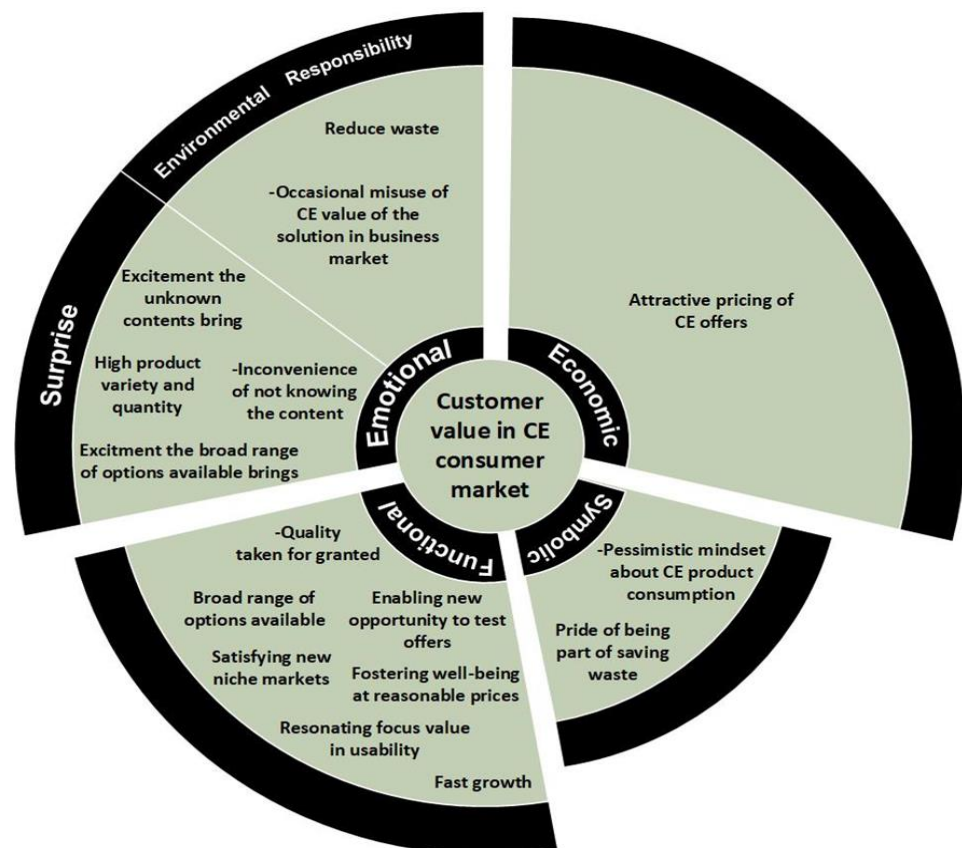 Environmental Responsibility
Reduce waste
-Occasional misuse of
CE value of the
solution in business
market
Surprise
Excitement the
unknown
contents bring
High product
variety and
quantity
-Inconvenience
of not knowing
the content
Excitment the broad range
of options available brings
Emotional
Economic
Attractive pricing of
CE offers
Customer
value in CE
consumer
market
Functional
-Quality
taken for granted
Broad range of
options available
Enabling new
opportunity to test
offers
Satisfying new
niche markets
Fostering well-being
at reasonable prices
Resonating focus value
in usability
Fast growth
Symbolic
-Pessimistic mindset
about CE product
consumption
Pride of being
part of saving
waste